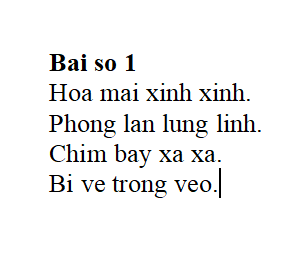 Bai so 1
Hoa mai xinh xinh.
Phong lan lung linh.
Chim bay xa xa.
Bi ve trong veo.